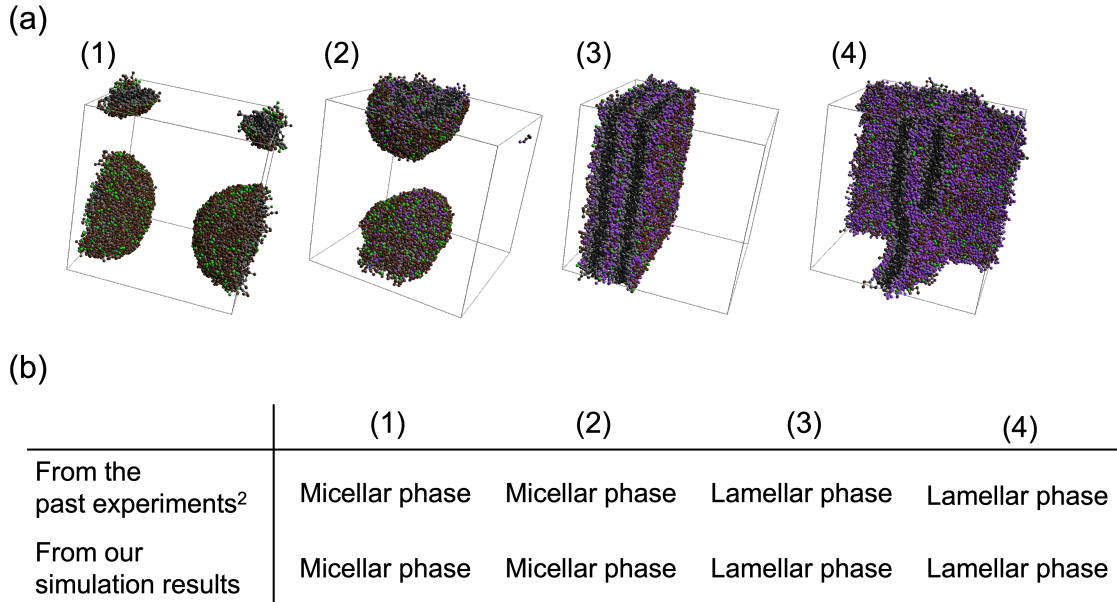 (a)
(1) (2) (3) (4)
(b)
(1) (2) (3) (4)
From the
past experiments² Micellar phase Micellar phase Lamellar phase Lamellar phase
From our
simulation results Micellar phase Micellar phase Lamellar phase Lamellar phase